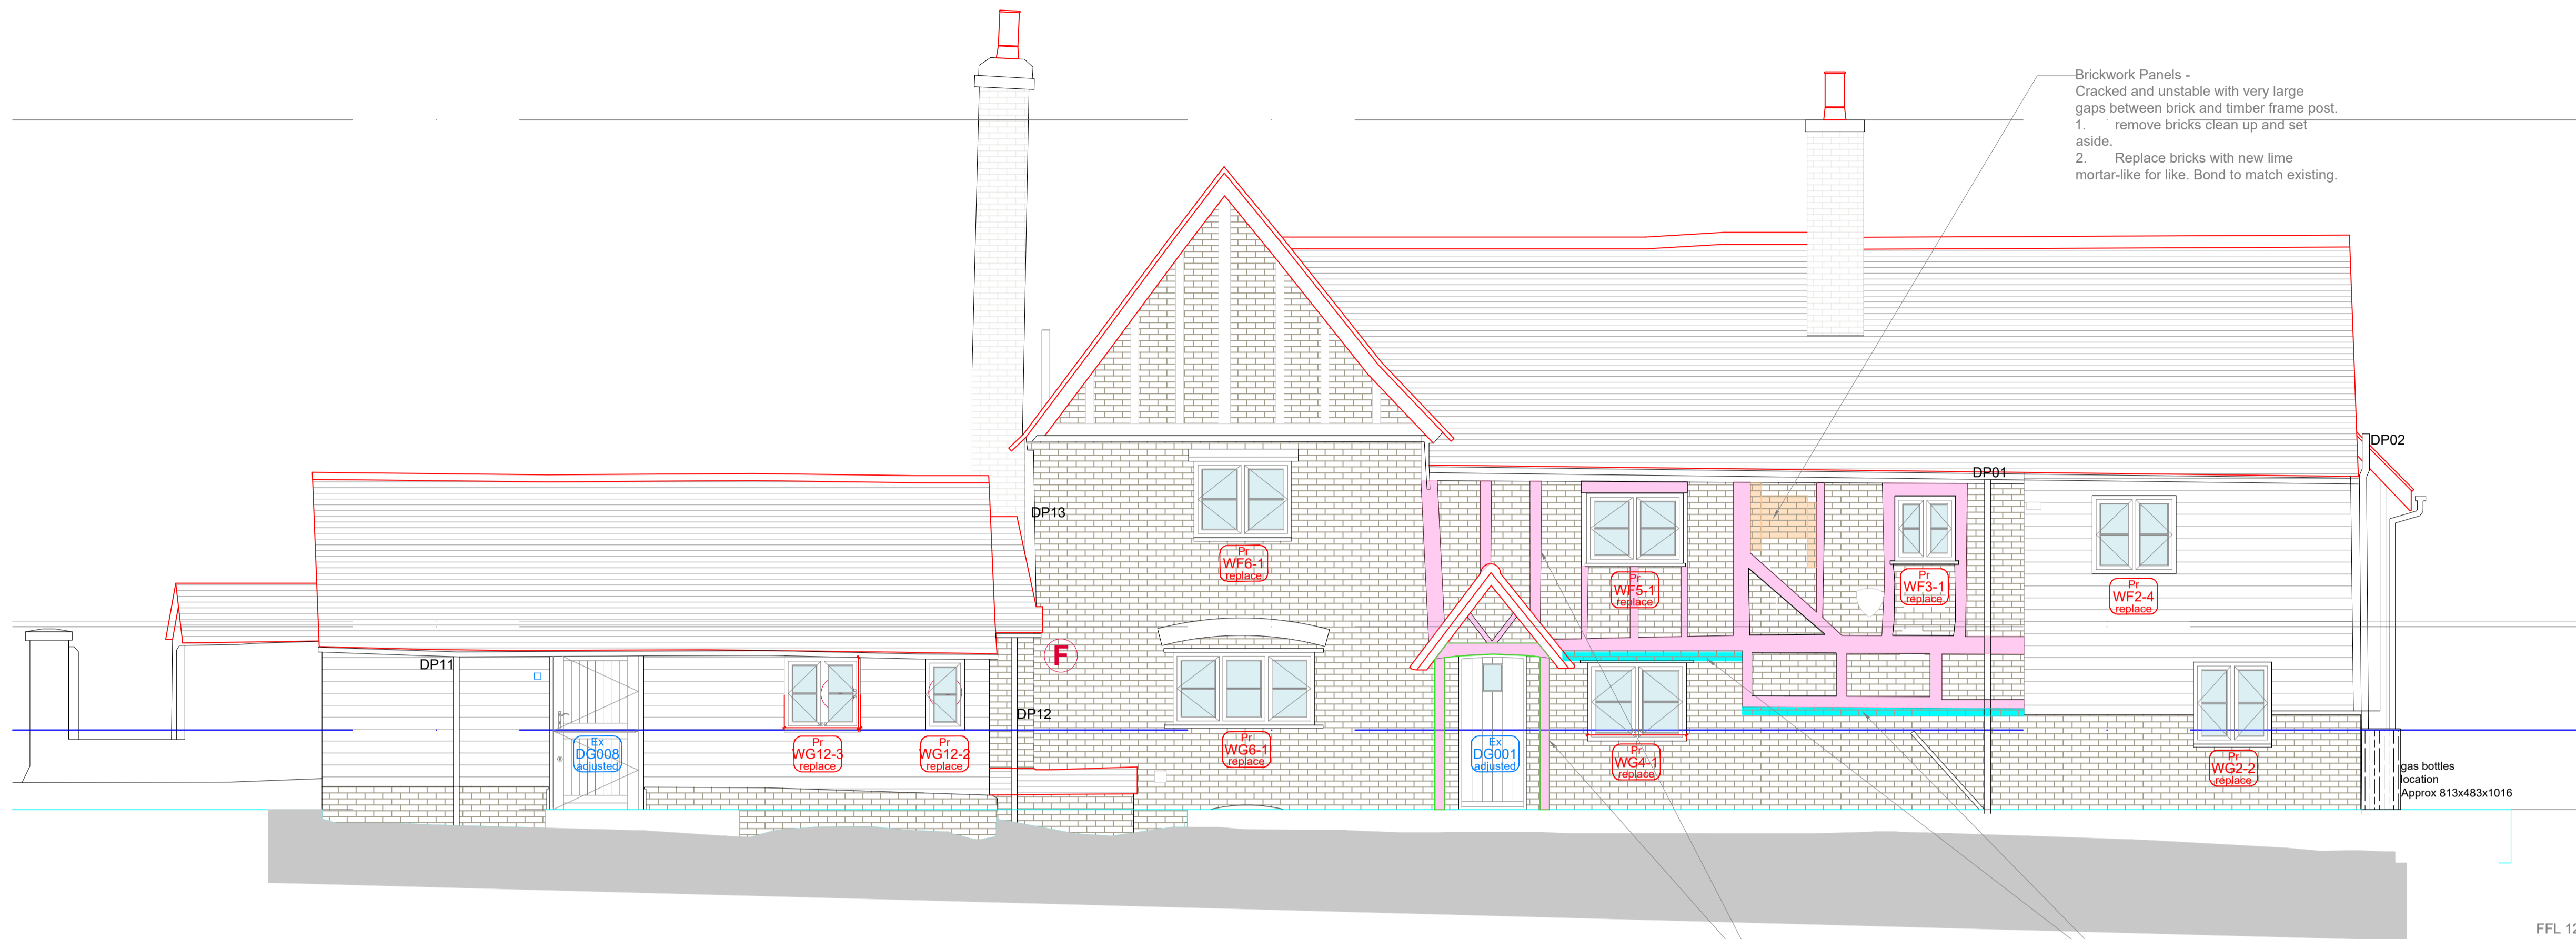 Brickwork Panels -
Cracked and unstable with very large
gaps between brick and timber frame post.
1. remove bricks clean up and set
aside.
2. Replace bricks with new lime
mortar-like for like. Bond to match existing.
DP02
DP01
DP13
Pr
WF6-1
replace
Pr
WF5-1
replace
Pr
WF3-1
replace
Pr
WF2-4
replace
F
DP11
DP12
Ex
DG008
adjusted
Pr
WG12-3
replace
Pr
WG12-2
replace
Pr
WG6-1
replace
Ex
DG001
adjusted
Pr
WG4-1
replace
Pr
WG2-2
replace
gas bottles
location
Approx 813x483x1016
FFL